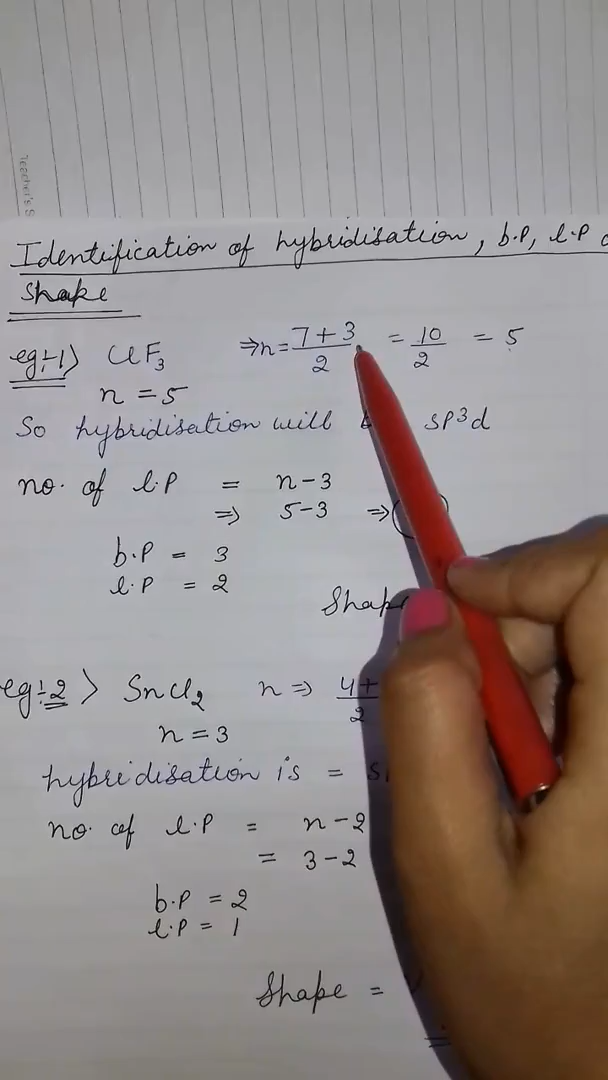 Teacher's S
Identification of hybridisation, b.P, l.P
Shape
eg:-1> ClF₃ ⇒ n = 7+3/2 = 10/2 = 5
n = 5
So hybridisation will sp³d
no. of l.P = n-3
⇒ 5-3 ⇒
b.P = 3
l.P = 2
Shape
eg:2> SnCl₂ n ⇒ 4+/2
n = 3
hybridisation is =
no. of l.P = n-2
= 3-2
b.P = 2
l.P = 1
Shape =